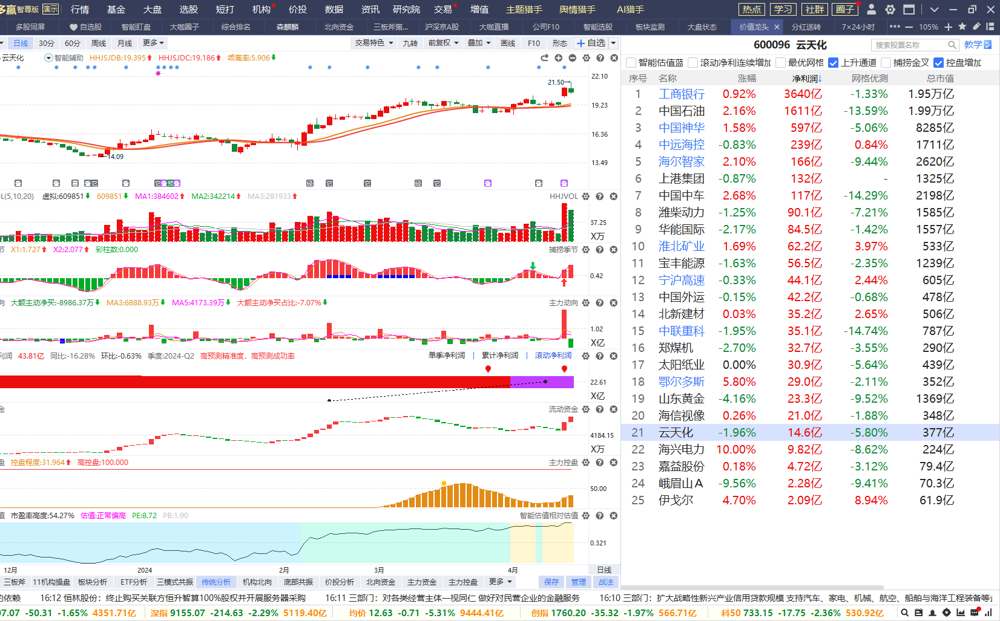 多赢智尊版 演示 行情 基金 大盘 选股 短打 机构 价投 数据 资讯 研究院 交易 增值 主题猎手 舆情猎手 AI猎手 热点 学习 社群 圈子
多股同屏 自选股 智能盯盘 大咖圈子 综合排名 森麒麟 北向资金 三板斧策... 沪深京A股 大咖直播 公司F10 智能选股 板块监测 大盘状态 价值龙头 分红送转 7×24小时 105%
日线 30分 60分 周线 月线 更多 交易特色 九转 前复权 叠加 画线 F10 形态 自选
600096 云天化 搜索股票名称 教学
云天化 智能辅助 HHJSJDB:19.395 HHJSJDC:19.186 乖离率:5.906
智能估值蓝 滚动净利连续增加 最优网格 上升通道 捕捞金叉 控盘增加
序号 名称 涨幅 净利润↓ 网格优测 总市值
1 工商银行 0.92% 3640亿 -1.33% 1.95万亿
2 中国石油 2.16% 1611亿 -13.59% 1.99万亿
3 中国神华 1.58% 597亿 -5.06% 8285亿
4 中远海控 -0.83% 239亿 0.84% 1711亿
5 海尔智家 2.10% 166亿 -9.44% 2620亿
6 上港集团 -0.87% 132亿 - 1325亿
7 中国中车 2.68% 117亿 -14.29% 2198亿
8 潍柴动力 -1.25% 90.1亿 -7.21% 1585亿
9 华能国际 -2.17% 84.5亿 -1.42% 1557亿
10 淮北矿业 1.69% 62.2亿 3.97% 533亿
11 宝丰能源 -1.63% 56.5亿 -2.35% 1239亿
12 宁沪高速 -0.33% 44.1亿 2.44% 605亿
13 中国外运 -0.15% 42.2亿 -0.68% 478亿
14 北新建材 0.03% 35.2亿 2.65% 506亿
15 中联重科 -1.95% 35.1亿 -14.74% 787亿
16 郑煤机 -2.70% 32.7亿 -3.55% 290亿
17 太阳纸业 0.00% 30.9亿 -5.64% 439亿
18 鄂尔多斯 5.80% 29.0亿 -2.11% 352亿
19 山东黄金 -4.16% 23.3亿 -9.52% 1369亿
20 海信视像 0.26% 21.0亿 -1.88% 348亿
21 云天化 -1.96% 14.6亿 -5.80% 377亿
22 海兴电力 10.00% 9.82亿 -8.62% 224亿
23 嘉益股份 0.18% 4.72亿 -3.12% 79.4亿
24 峨眉山A -9.56% 2.28亿 -9.41% 70.3亿
25 伊戈尔 4.70% 2.09亿 8.94% 61.9亿
22.10
21.50
19.23
16.36
14.09
13.49
L(5,10,20) 虚拟:609851 609851 MA1:384602 MA2:342214 MA3:281933 HHJVOL
37.25
X万
节 X1:1.727 X2:2.077 彩柱数:0.000 捕捞季节
0.42
向 大额主动净买:-8986.37万 MA3:6888.93万 MA5:4173.39万 大额主动净买占比:-7.07% 主力动向
1.02
X亿
利润 43.81亿 同比:-16.28% 环比:-0.63% 季度:2024-Q2 高预测精准度，高预测成功率 单季净利润 | 累计净利润 | 滚动净利润
22.61
X亿
金 流动资金
4184.15
X万
盘 控盘程度:31.964 高控盘:100.000 主力控盘
50.00
值 市盈率高度:54.27% 估值:正常偏高 PE:8.72 PB:1.90 智能估值相对估值
0.321
12月 2024 2月 3月 4月 日线
三板斧 11机构操盘 板块分析 ETF分析 三模式共振 传统分析 机构北向 底部共振 价投分析 北向资金 主力资金 主力控盘 更多 保存 管理 战法
的依赖 16:12 恒林股份：终止购买关联方恒升智算100%股权并开展服务器采购 16:11 三部门：对各类经营主体一视同仁 做好对民营企业的金融服务 16:10 三部门：扩大战略性新兴产业信用贷款规模 支持汽车、家电、机械、航空、船舶与海洋工程装备等
97.07 -50.31 -1.65% 4351.71亿 深指 9155.07 -214.63 -2.29% 5119.40亿 均价 12.63 -0.71 -5.31% 9444.41亿 创指 1760.20 -35.32 -1.97% 566.71亿 科50 733.15 -17.75 -2.36% 530.92亿